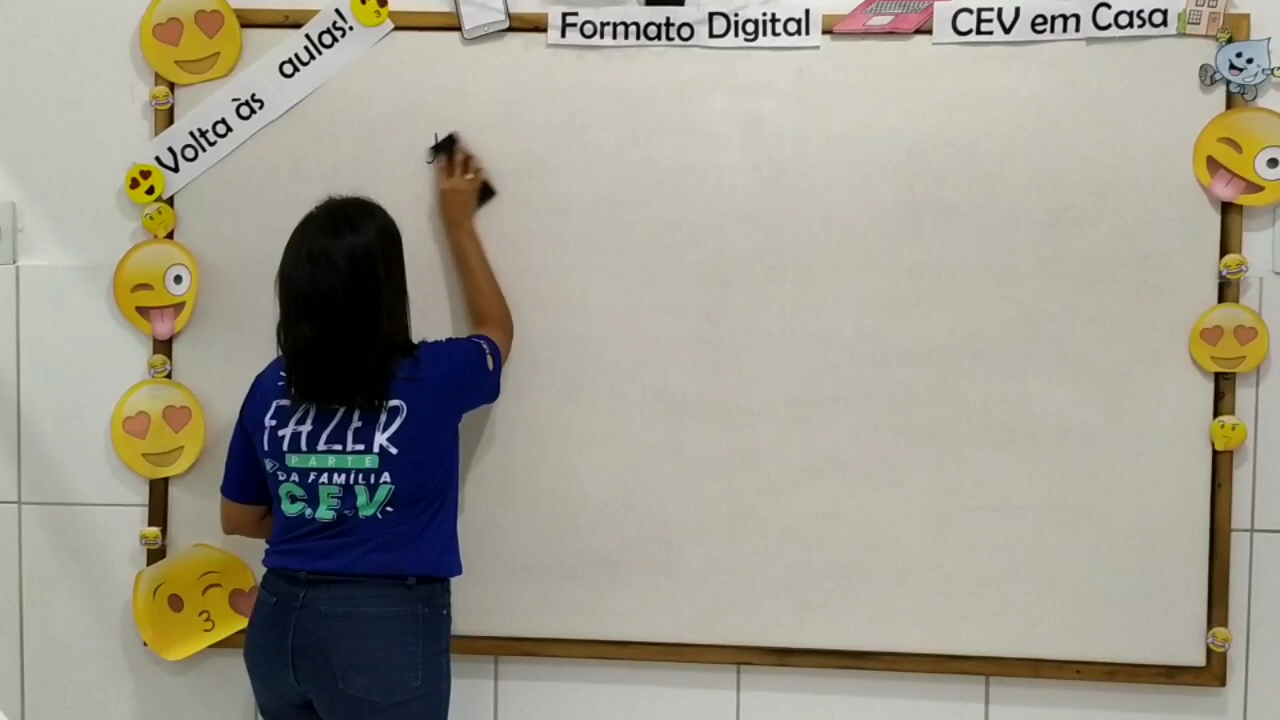 Volta às aulas!
Formato Digital
CEV em Casa
FAZER
PARTE
DA FAMÍLIA
C.E.V.